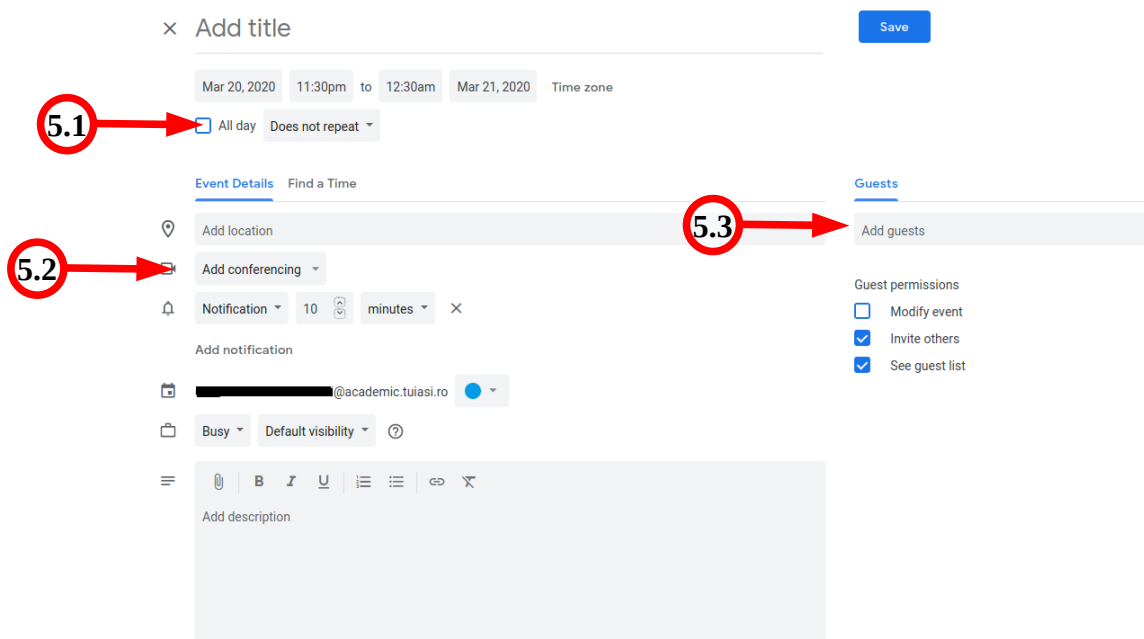 Add title
Save
Mar 20, 2020 11:30pm to 12:30am Mar 21, 2020 Time zone
5.1
All day Does not repeat
Event Details Find a Time
Guests
Add location
5.3
Add guests
5.2
Add conferencing
Guest permissions
Notification 10 minutes
Modify event
Invite others
Add notification
See guest list
@academic.tuiasi.ro
Busy Default visibility
B I U
Add description